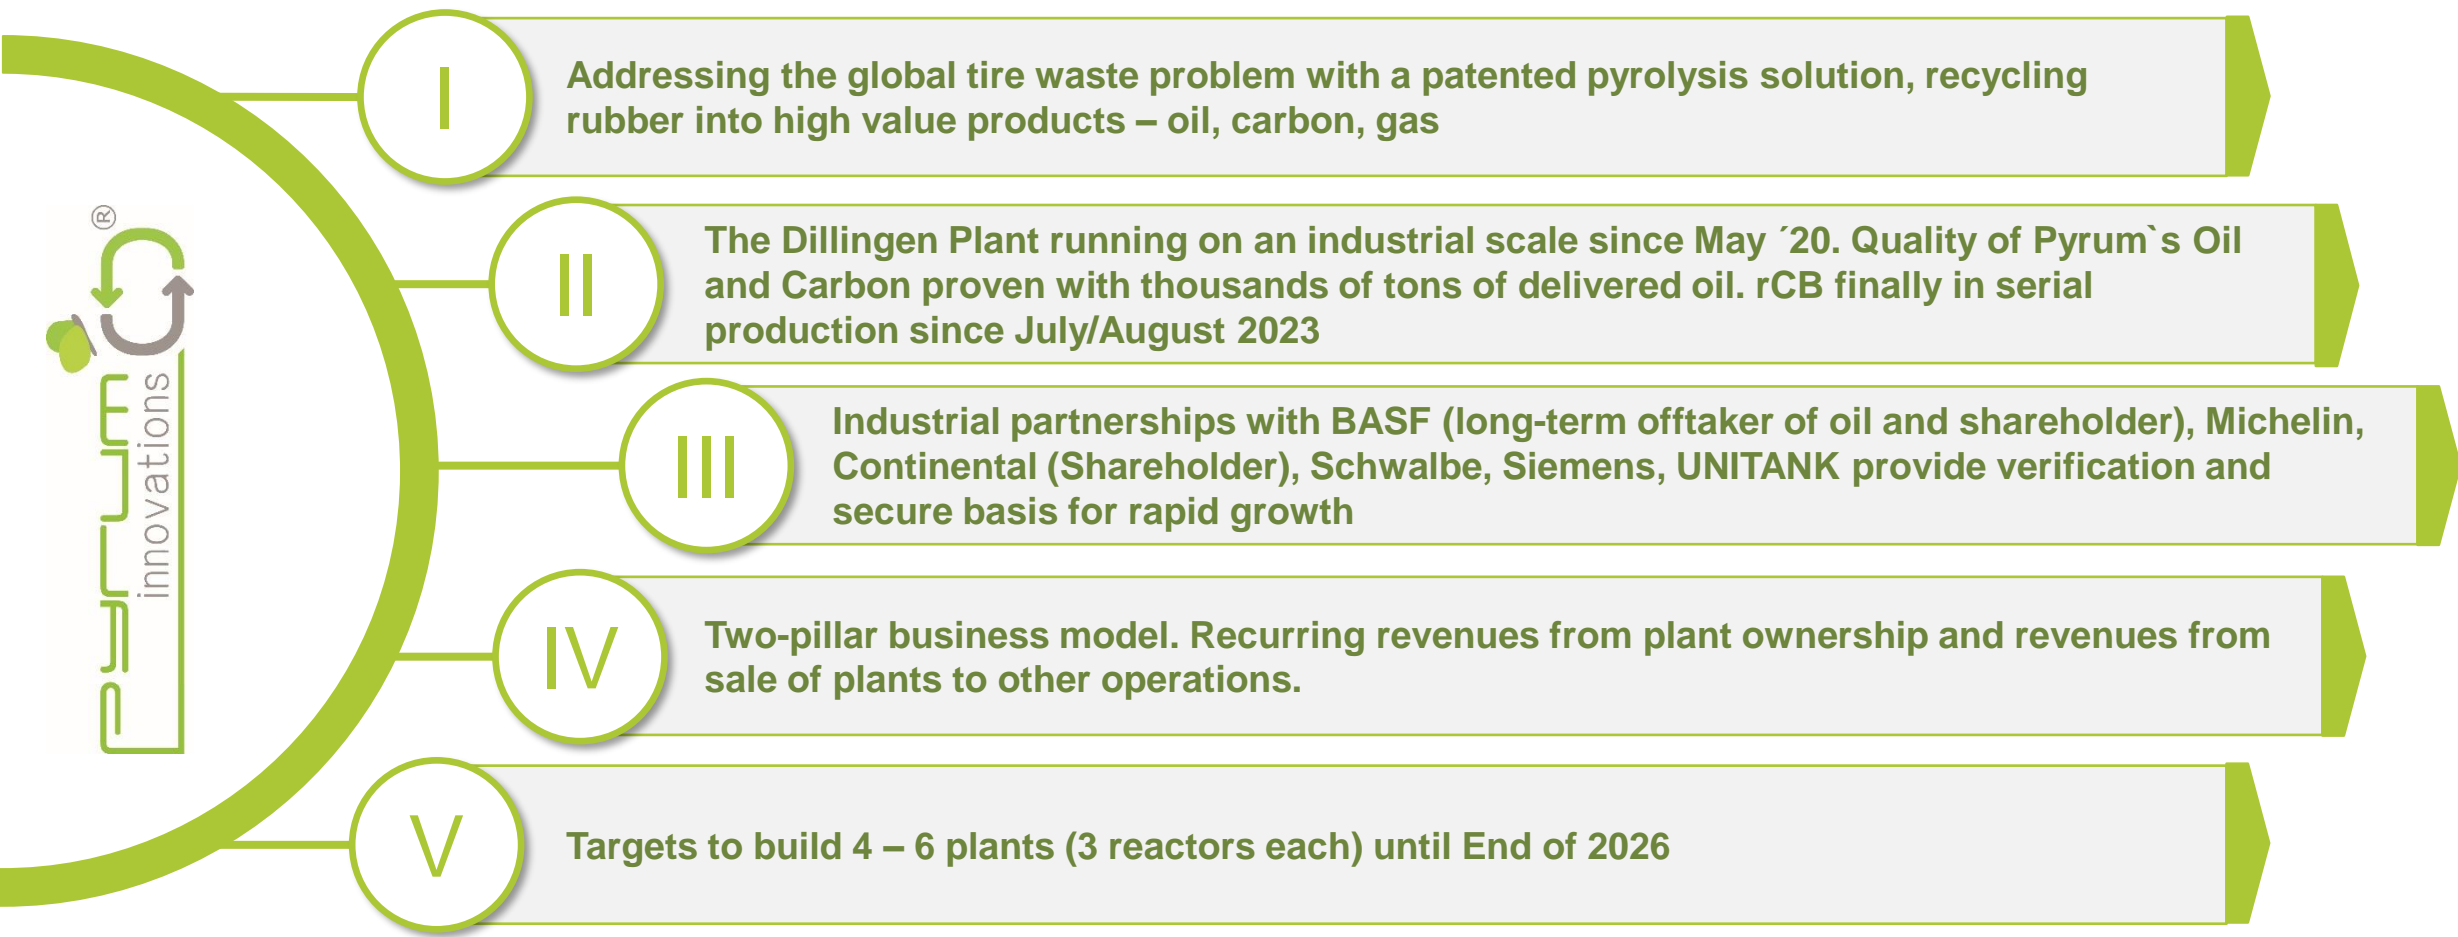 PYRUM
innovations
®
I
Addressing the global tire waste problem with a patented pyrolysis solution, recycling
rubber into high value products – oil, carbon, gas
II
The Dillingen Plant running on an industrial scale since May ´20. Quality of Pyrum`s Oil
and Carbon proven with thousands of tons of delivered oil. rCB finally in serial
production since July/August 2023
III
Industrial partnerships with BASF (long-term offtaker of oil and shareholder), Michelin,
Continental (Shareholder), Schwalbe, Siemens, UNITANK provide verification and
secure basis for rapid growth
IV
Two-pillar business model. Recurring revenues from plant ownership and revenues from
sale of plants to other operations.
V
Targets to build 4 – 6 plants (3 reactors each) until End of 2026